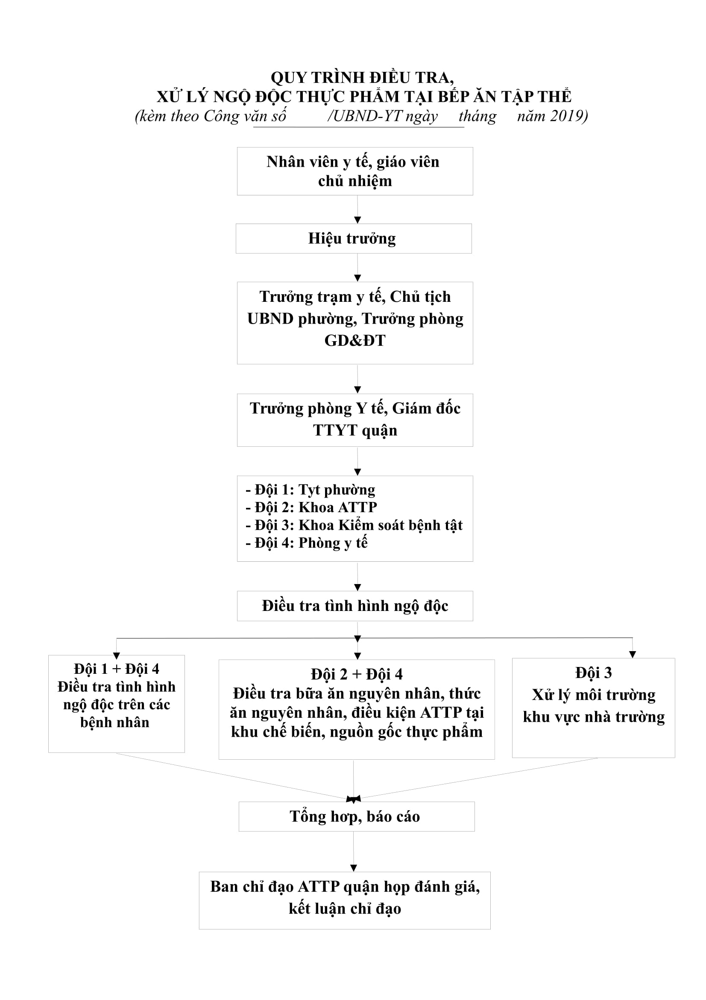 QUY TRÌNH ĐIỀU TRA,
XỬ LÝ NGỘ ĐỘC THỰC PHẨM TẠI BẾP ĂN TẬP THỂ
(kèm theo Công văn số /UBND-YT ngày tháng năm 2019)
Nhân viên y tế, giáo viên
chủ nhiệm
Hiệu trưởng
Trưởng trạm y tế, Chủ tịch
UBND phường, Trưởng phòng
GD&ĐT
Trưởng phòng Y tế, Giám đốc
TTYT quận
- Đội 1: Tyt phường
- Đội 2: Khoa ATTP
- Đội 3: Khoa Kiểm soát bệnh tật
- Đội 4: Phòng y tế
Điều tra tình hình ngộ độc
Đội 1 + Đội 4
Điều tra tình hình
ngộ độc trên các
bệnh nhân
Đội 2 + Đội 4
Điều tra bữa ăn nguyên nhân, thức
ăn nguyên nhân, điều kiện ATTP tại
khu chế biến, nguồn gốc thực phẩm
Đội 3
Xử lý môi trường
khu vực nhà trường
Tổng hơp, báo cáo
Ban chỉ đạo ATTP quận họp đánh giá,
kết luận chỉ đạo